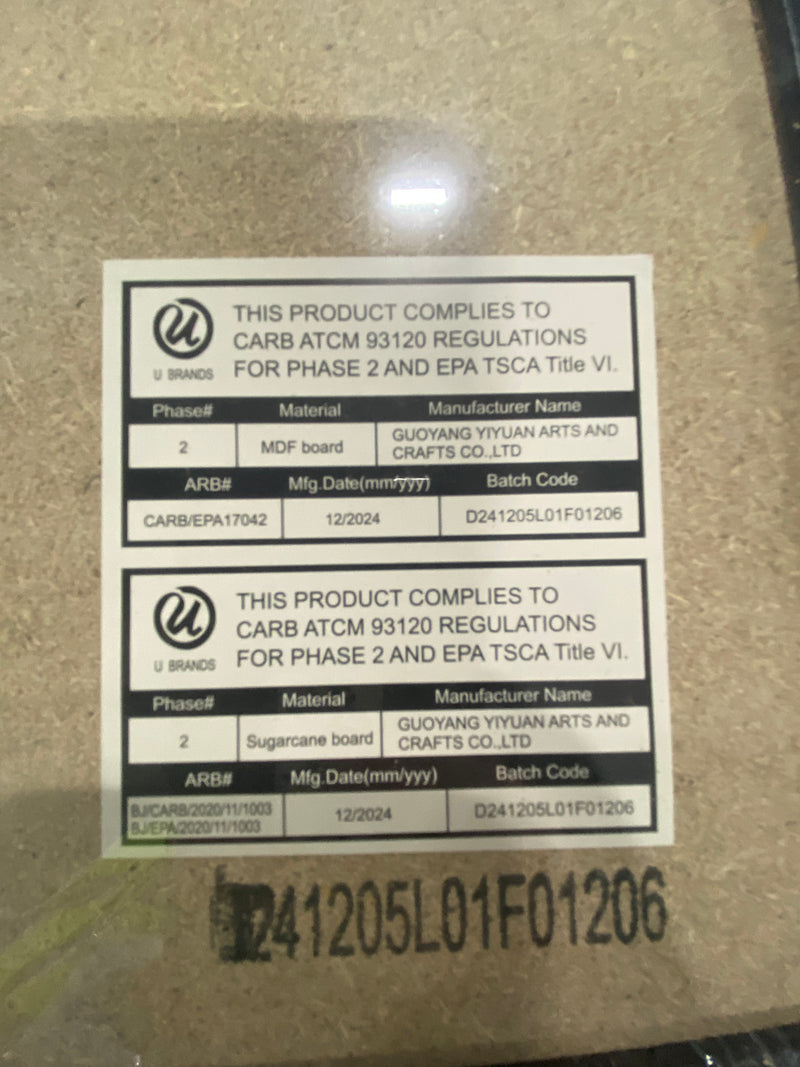 U BRANDS
THIS PRODUCT COMPLIES TO
CARB ATCM 93120 REGULATIONS
FOR PHASE 2 AND EPA TSCA Title VI.
Phase# Material Manufacturer Name
2 MDF board GUOYANG YIYUAN ARTS AND
CRAFTS CO.,LTD
ARB# Mfg.Date(mm/yyy) Batch Code
CARB/EPA17042 12/2024 D241205L01F01206
U BRANDS
THIS PRODUCT COMPLIES TO
CARB ATCM 93120 REGULATIONS
FOR PHASE 2 AND EPA TSCA Title VI.
Phase# Material Manufacturer Name
2 Sugarcane board GUOYANG YIYUAN ARTS AND
CRAFTS CO.,LTD
ARB# Mfg.Date(mm/yyy) Batch Code
BJ/CARB/2020/11/1003 12/2024 D241205L01F01206
BJ/EPA/2020/11/1003
D241205L01F01206